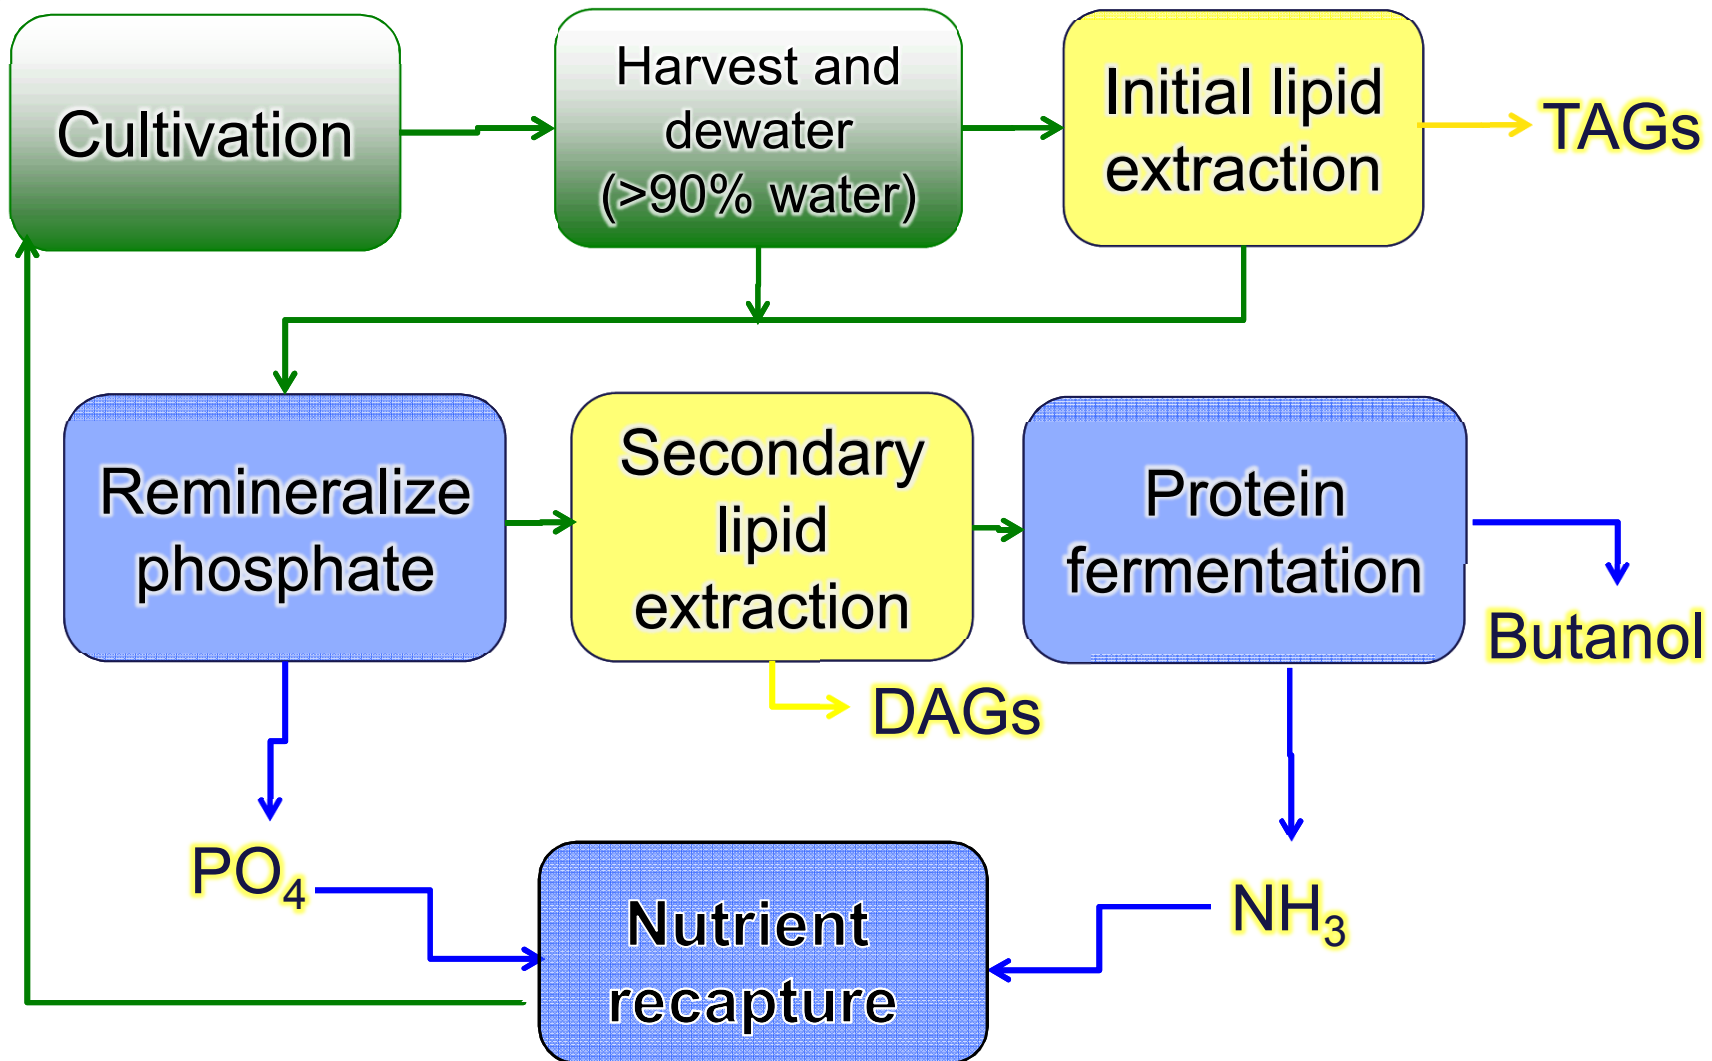 Cultivation
Harvest and
dewater
(>90% water)
Initial lipid
extraction
TAGs
Remineralize
phosphate
Secondary
lipid
extraction
Protein
fermentation
Butanol
DAGs
PO₄
Nutrient
recapture
NH₃